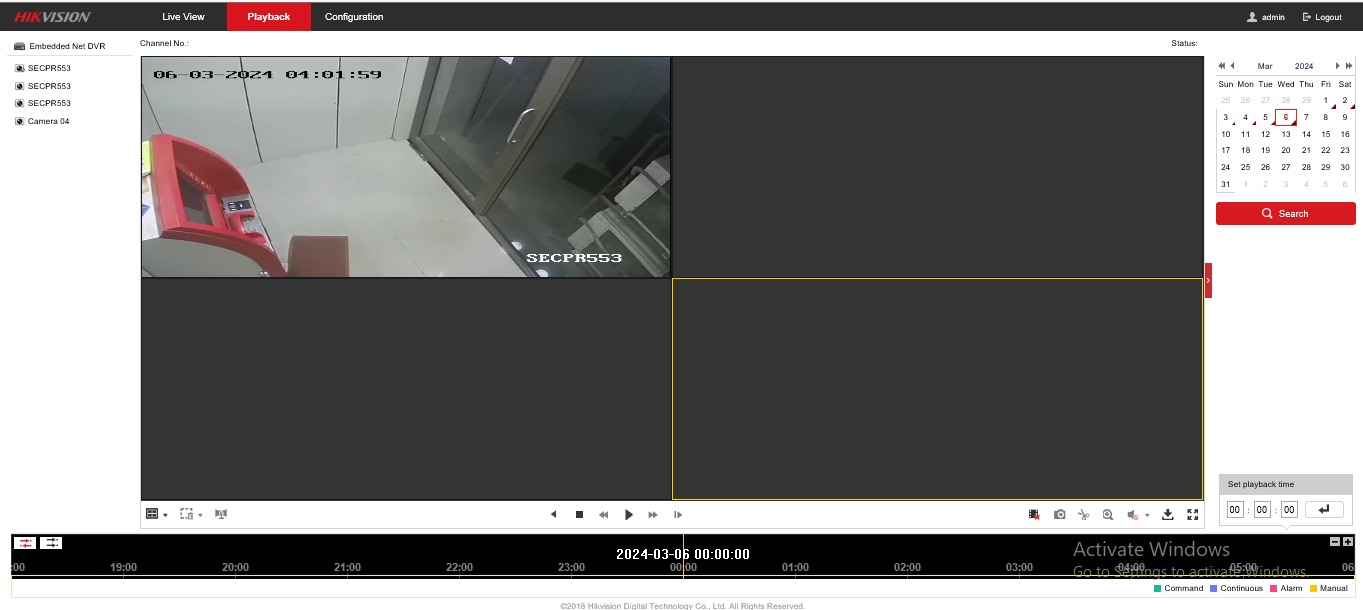 HIKVISION Live View Playback Configuration admin Logout
Embedded Net DVR
SECPR553
SECPR553
SECPR553
Camera 04
Channel No.: Status:
06-03-2024 04:01:59
SECPR553
Mar 2024
Sun Mon Tue Wed Thu Fri Sat
25 26 27 28 29 1 2
3 4 5 6 7 8 9
10 11 12 13 14 15 16
17 18 19 20 21 22 23
24 25 26 27 28 29 30
31 1 2 3 4 5 6
Search
Set playback time
00 : 00 : 00
2024-03-06 00:00:00
:00 19:00 20:00 21:00 22:00 23:00 00:00 01:00 02:00 03:00 04:00 05:00 06
Activate Windows
Go to Settings to activate Windows.
Command Continuous Alarm Manual
©2018 Hikvision Digital Technology Co., Ltd. All Rights Reserved.